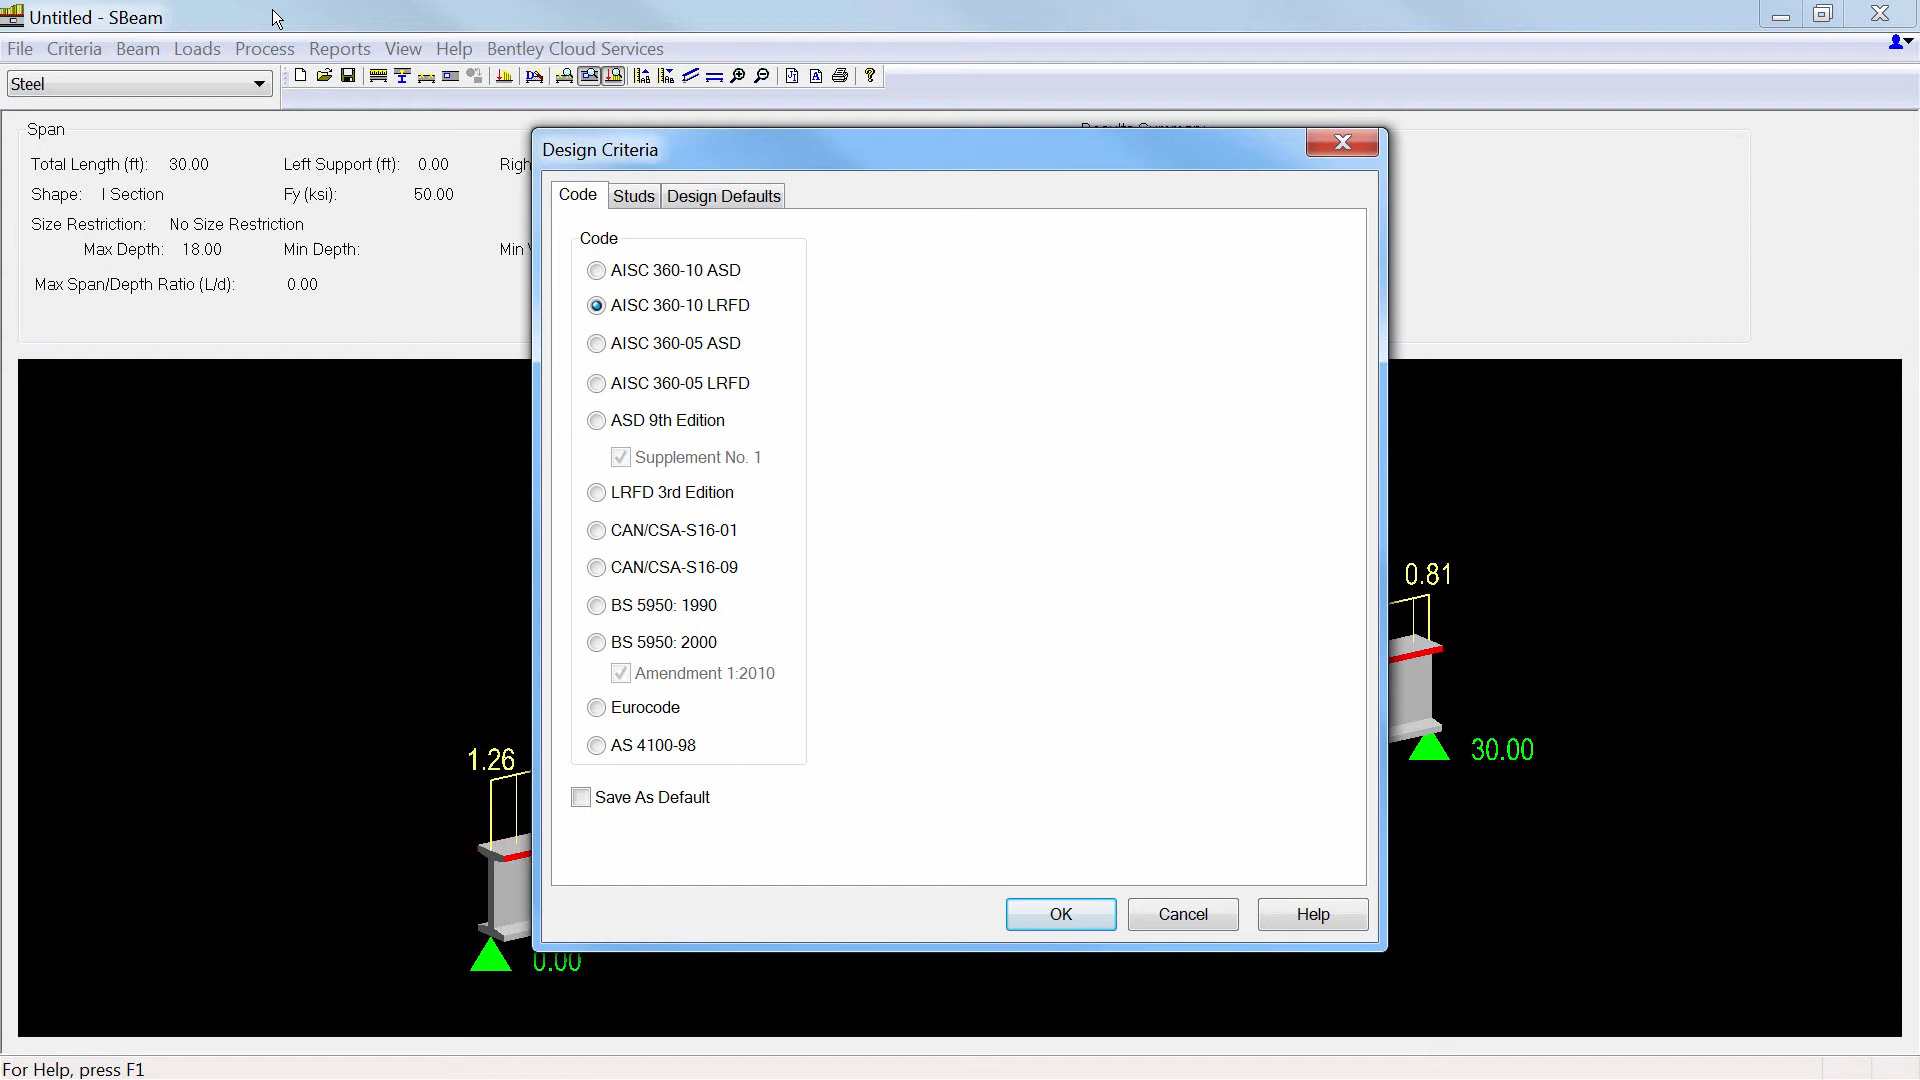 Untitled - SBeam
File Criteria Beam Loads Process Reports View Help Bentley Cloud Services
Steel
Span
Total Length (ft): 30.00 Left Support (ft): 0.00
Shape: I Section Fy (ksi): 50.00
Size Restriction: No Size Restriction
Max Depth: 18.00 Min Depth: Min
Max Span/Depth Ratio (L/d): 0.00
Design Criteria
Code Studs Design Defaults
Code
AISC 360-10 ASD
AISC 360-10 LRFD
AISC 360-05 ASD
AISC 360-05 LRFD
ASD 9th Edition
Supplement No. 1
LRFD 3rd Edition
CAN/CSA-S16-01
CAN/CSA-S16-09
BS 5950: 1990
BS 5950: 2000
Amendment 1:2010
Eurocode
AS 4100-98
Save As Default
OK Cancel Help
0.81
30.00
1.26
0.00
For Help, press F1